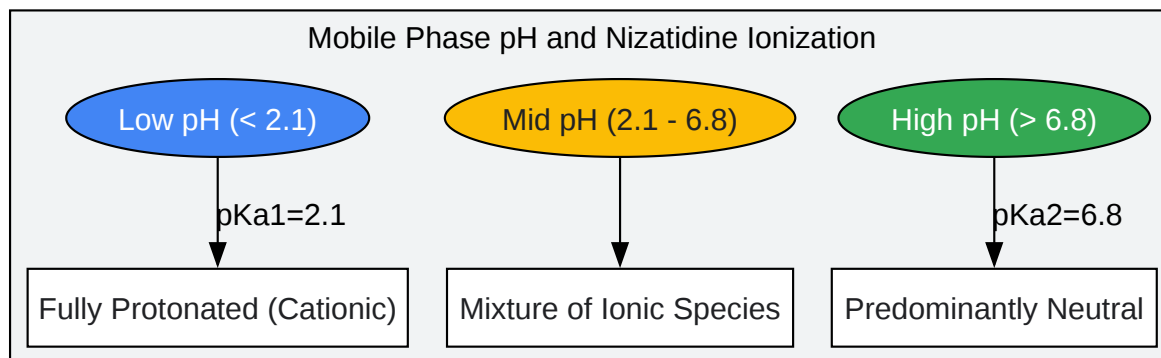 Mobile Phase pH and Nizatidine Ionization
Low pH (< 2.1)
Mid pH (2.1 - 6.8)
High pH (> 6.8)
pKa1=2.1
pKa2=6.8
Fully Protonated (Cationic)
Mixture of Ionic Species
Predominantly Neutral